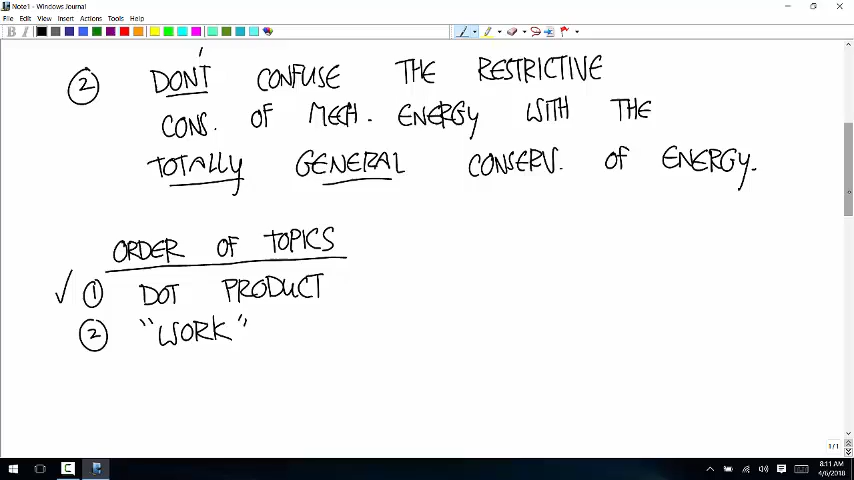 Note1 - Windows Journal
File Edit View Insert Actions Tools Help
B I
② DON'T CONFUSE THE RESTRICTIVE
CONS. OF MECH. ENERGY WITH THE
TOTALLY GENERAL CONSERV. OF ENERGY.
ORDER OF TOPICS
✓ ① DOT PRODUCT
② "WORK"
1/1
8:11 AM
4/6/2018